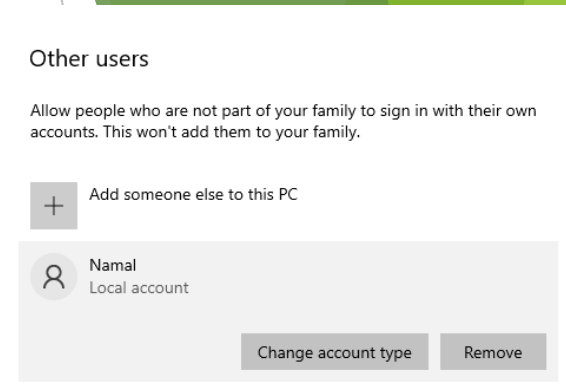 Other users
Allow people who are not part of your family to sign in with their own
accounts. This won't add them to your family.
Add someone else to this PC
Namal
Local account
Change account type
Remove